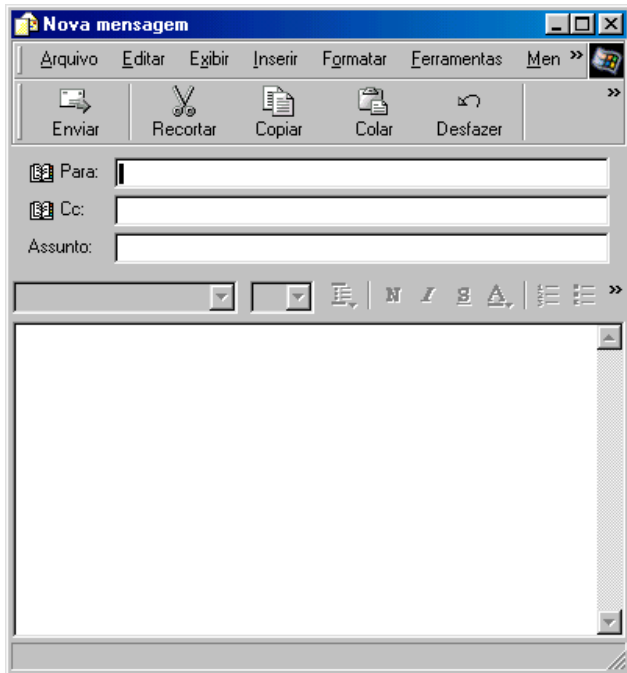 Nova mensagem
Arquivo Editar Exibir Inserir Formatar Ferramentas Men »
»
Enviar Recortar Copiar Colar Desfazer
Para:
Cc:
Assunto:
N I S A »